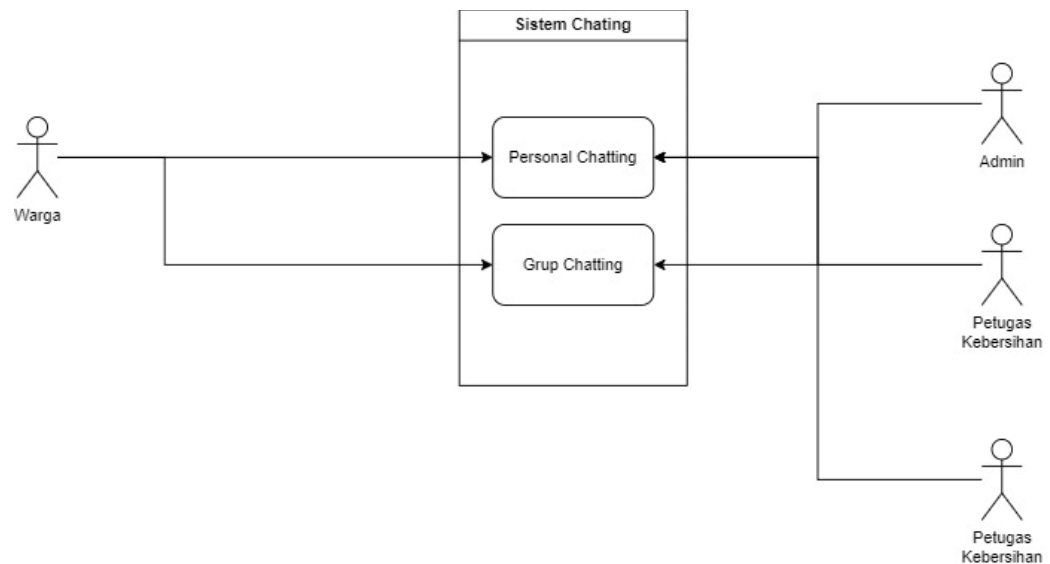 Sistem Chating
Personal Chatting
Grup Chatting
Warga
Admin
Petugas
Kebersihan
Petugas
Kebersihan